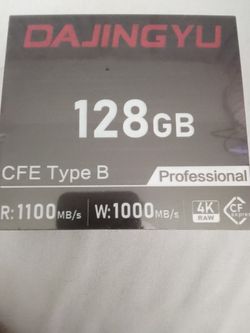 DAJINGYU
128GB
CFE Type B Professional
R:1100MB/s W:1000MB/s 4K RAW CF express